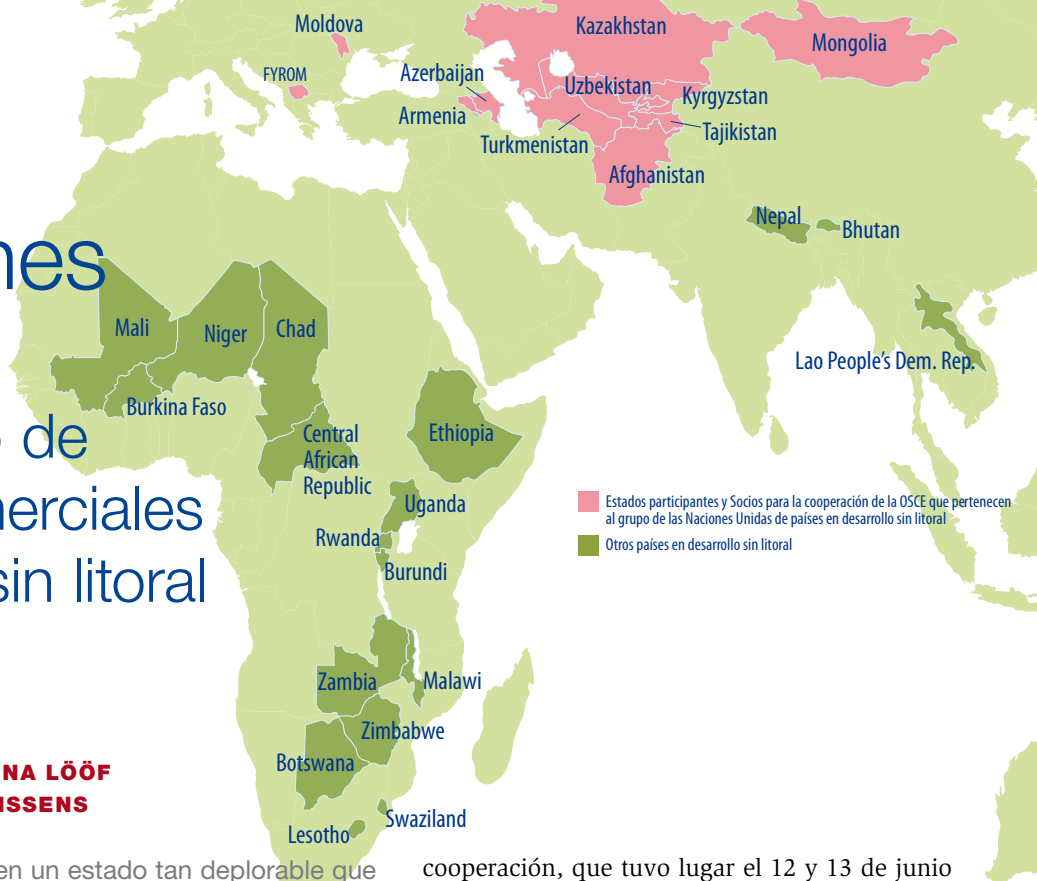 Moldova
Kazakhstan
Mongolia
FYROM
Azerbaijan
Uzbekistan
Kyrgyzstan
Armenia
Tajikistan
Turkmenistan
Afghanistan
Nepal
Bhutan
nes
Mali
Niger
Chad
Lao People's Dem. Rep.
Burkina Faso
de
Central
African
Republic
Ethiopia
merciales
Uganda
Estados participantes y Socios para la cooperación de la OSCE que pertenecen
al grupo de las Naciones Unidas de países en desarrollo sin litoral
Otros países en desarrollo sin litoral
Rwanda
Burundi
sin litoral
Zambia
Malawi
Zimbabwe
Botswana
NA LÖÖF
ISSENS
Swaziland
Lesotho
en un estado tan deplorable que
cooperación, que tuvo lugar el 12 y 13 de junio